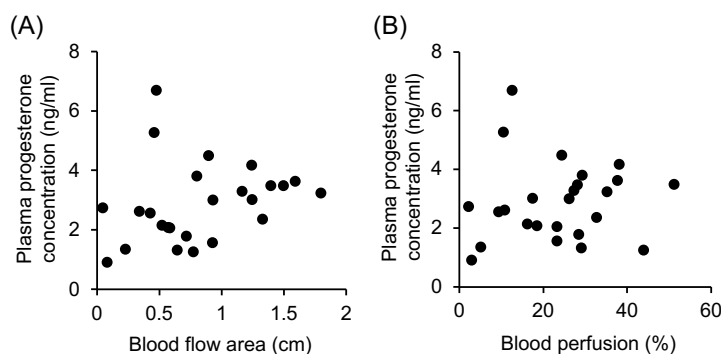 (A)
Plasma progesterone
concentration (ng/ml)
8
6
4
2
0
0
0.5
1
1.5
2
Blood flow area (cm)
(B)
Plasma progesterone
concentration (ng/ml)
8
6
4
2
0
0
20
40
60
Blood perfusion (%)